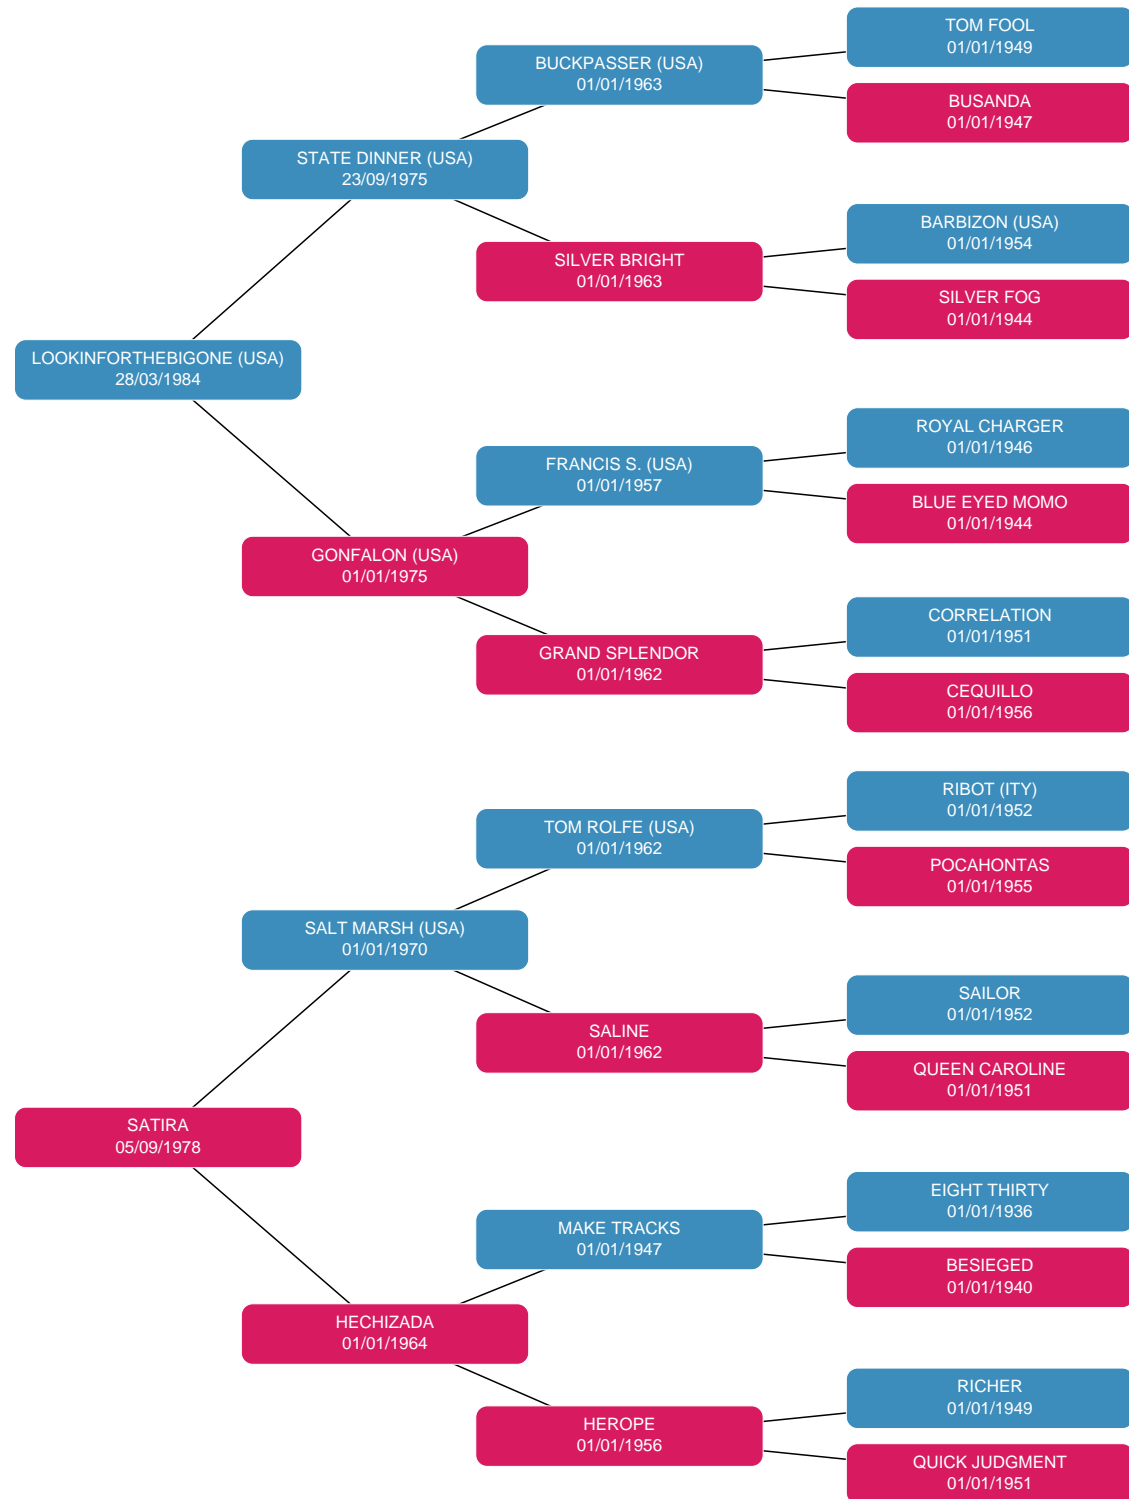 TOM FOOL
01/01/1949
BUCKPASSER (USA)
01/01/1963
BUSANDA
01/01/1947
STATE DINNER (USA)
23/09/1975
BARBIZON (USA)
01/01/1954
SILVER BRIGHT
01/01/1963
SILVER FOG
01/01/1944
LOOKINFORTHEBIGONE (USA)
28/03/1984
ROYAL CHARGER
01/01/1946
FRANCIS S. (USA)
01/01/1957
BLUE EYED MOMO
01/01/1944
GONFALON (USA)
01/01/1975
CORRELATION
01/01/1951
GRAND SPLENDOR
01/01/1962
CEQUILLO
01/01/1956
RIBOT (ITY)
01/01/1952
TOM ROLFE (USA)
01/01/1962
POCAHONTAS
01/01/1955
SALT MARSH (USA)
01/01/1970
SAILOR
01/01/1952
SALINE
01/01/1962
QUEEN CAROLINE
01/01/1951
SATIRA
05/09/1978
EIGHT THIRTY
01/01/1936
MAKE TRACKS
01/01/1947
BESIEGED
01/01/1940
HECHIZADA
01/01/1964
RICHER
01/01/1949
HEROPE
01/01/1956
QUICK JUDGMENT
01/01/1951